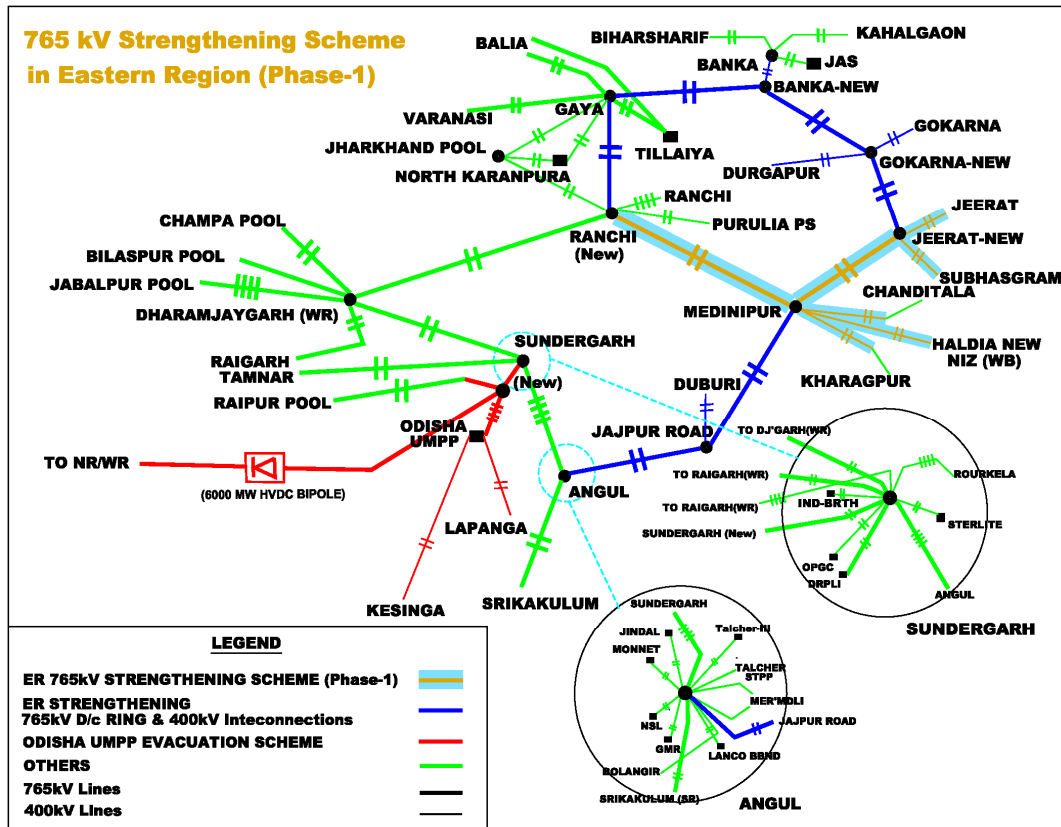 765 kV Strengthening Scheme
in Eastern Region (Phase-1)
BALIA
BIHARSHARIF
KAHALGAON
BANKA
JAS
BANKA-NEW
VARANASI
GAYA
JHARKHAND POOL
TILLAIYA
NORTH KARANPURA
GOKARNA
GOKARNA-NEW
DURGAPUR
RANCHI
PURULIA PS
RANCHI
(New)
JEERAT
JEERAT-NEW
SUBHASGRAM
CHAMPA POOL
BILASPUR POOL
JABALPUR POOL
DHARAMJAYGARH (WR)
MEDINIPUR
CHANDITALA
HALDIA NEW
NIZ (WB)
KHARAGPUR
RAIGARH
TAMNAR
RAIPUR POOL
SUNDERGARH
(New)
ODISHA
UMPP
DUBURI
JAJPUR ROAD
TO NR/WR
(6000 MW HVDC BIPOLE)
ANGUL
LAPANGA
KESINGA
SRIKAKULUM
TO DJ'GARH(WR)
TO RAIGARH(WR)
TO RAIGARH(WR)
SUNDERGARH (New)
IND-BRTH
ROURKELA
STERLITE
OPGC
DRPLI
ANGUL
SUNDERGARH
SUNDERGARH
JINDAL
Talcher-II
MONNET
TALCHER
STPP
MER'MDLI
NSL
JAJPUR ROAD
GMR
LANCO BBND
BOLANGIR
SRIKAKULUM (SR)
ANGUL
LEGEND
ER 765kV STRENGTHENING SCHEME (Phase-1)
ER STRENGTHENING
765kV D/c RING & 400kV Inteconnections
ODISHA UMPP EVACUATION SCHEME
OTHERS
765kV Lines
400kV Lines